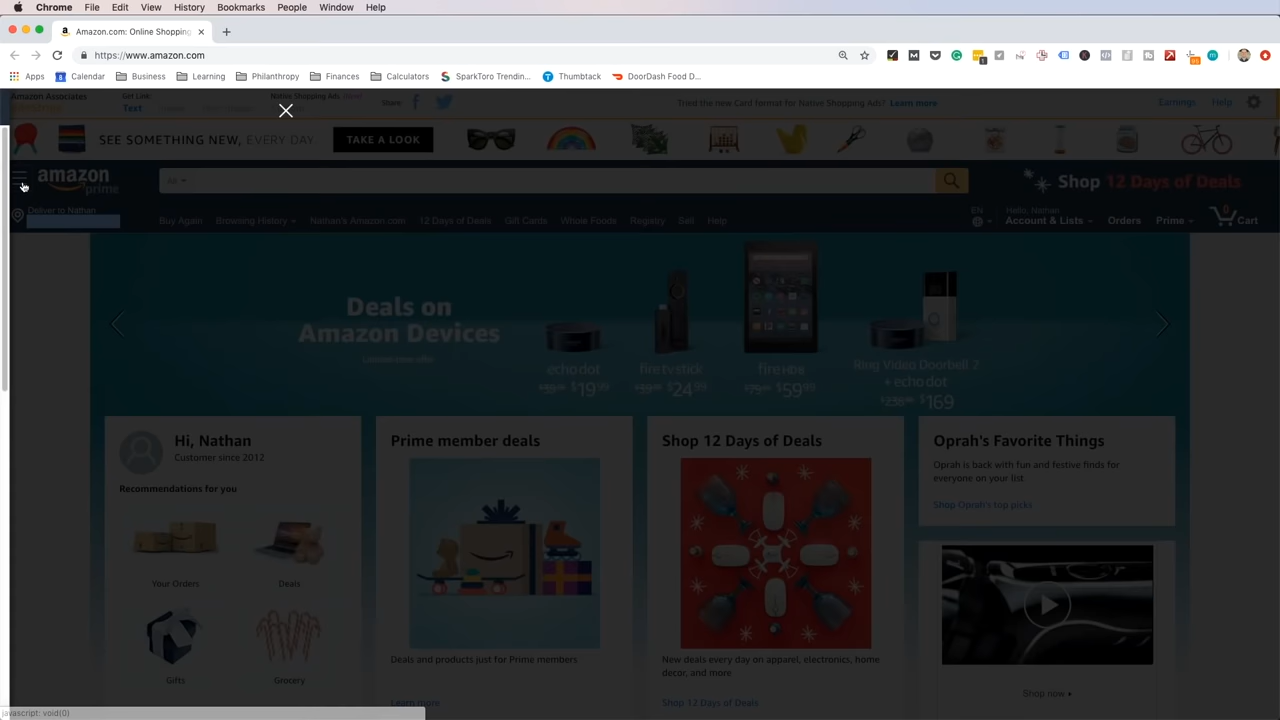 Chrome File Edit View History Bookmarks People Window Help
Amazon.com: Online Shopping
https://www.amazon.com
Apps Calendar Business Learning Philanthropy Finances Calculators SparkToro Trendin... Thumbtack DoorDash Food D...
Amazon Associates Get Link: Native Shopping Ads
Text Share Tried the new Card format for Native Shopping Ads? Learn more Earnings Help
SEE SOMETHING NEW, EVERY DAY. TAKE A LOOK
amazon prime All Shop 12 Days of Deals
Deliver to Nathan EN Hello, Nathan 0
Buy Again Browsing History Nathan's Amazon.com 12 Days of Deals Gift Cards Whole Foods Registry Sell Help Account & Lists Orders Prime Cart
Deals on
Amazon Devices
Limited-time offer
echo dot
$19.99
fire tv stick
$24.99
fire HD 8
$59.99
Ring Video Doorbell 2
+ echo dot
$169
Hi, Nathan
Customer since 2012
Recommendations for you
Your Orders
Deals
Gifts
Grocery
Prime member deals
Deals and products just for Prime members
Learn more
Shop 12 Days of Deals
New deals every day on apparel, electronics, home
decor, and more
Shop 12 Days of Deals
Oprah's Favorite Things
Oprah is back with fun and festive finds for
everyone on your list
Shop Oprah's top picks
Shop now
javascript: void(0)